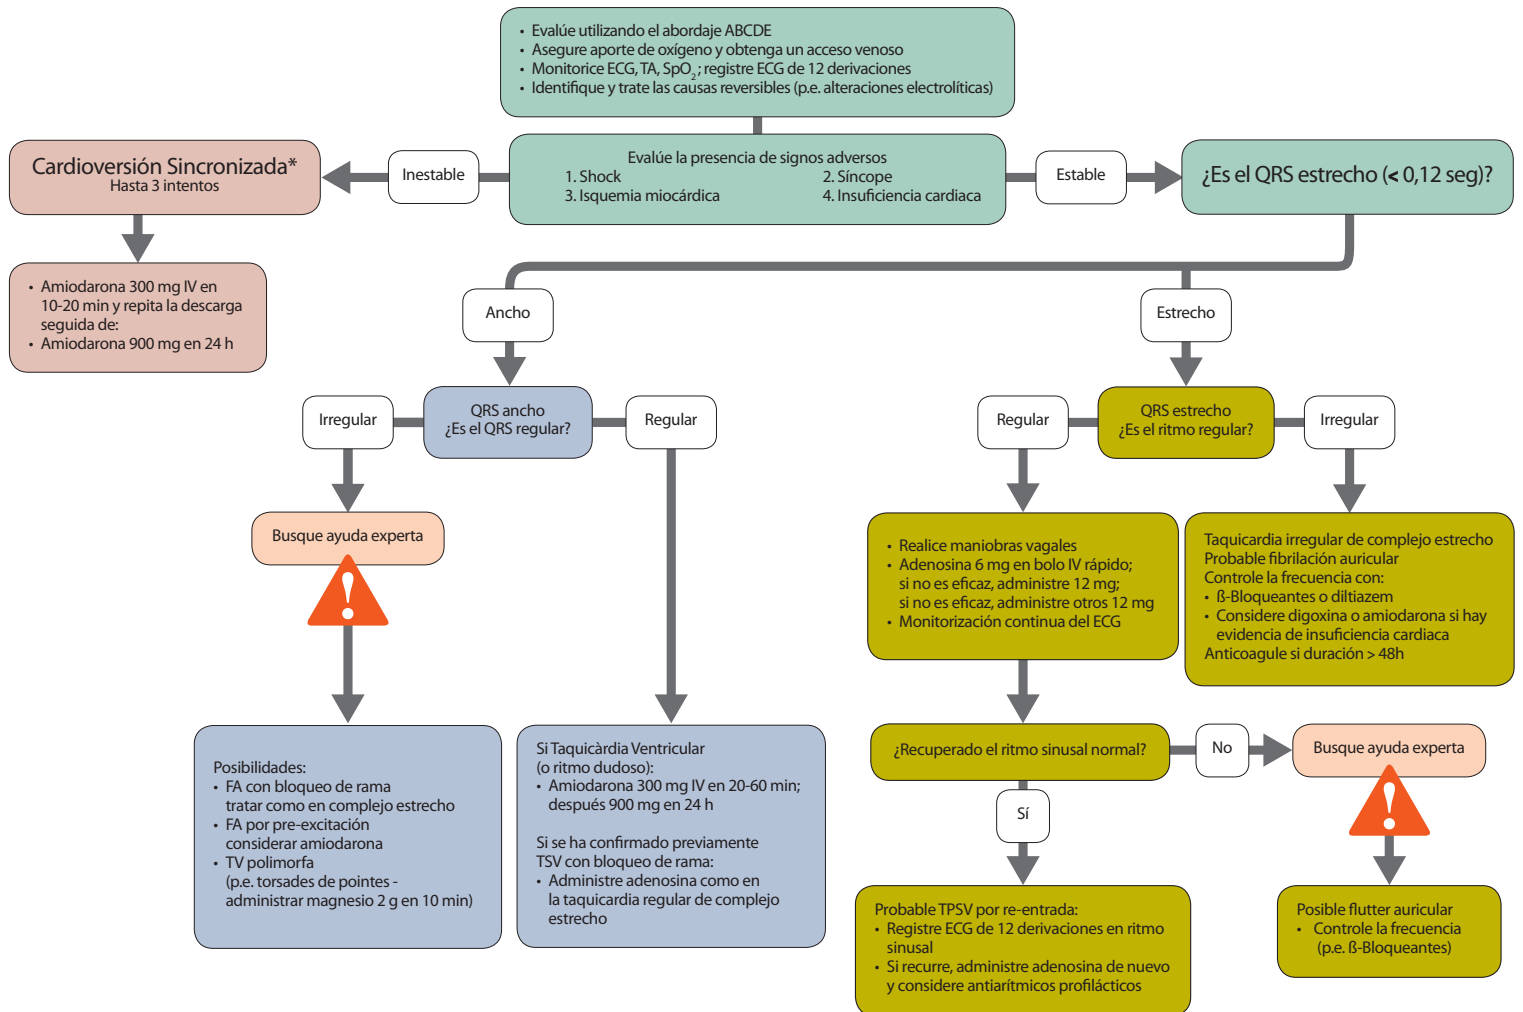 • Evalúe utilizando el abordaje ABCDE
• Asegure aporte de oxígeno y obtenga un acceso venoso
• Monitorice ECG, TA, SpO2; registre ECG de 12 derivaciones
• Identifique y trate las causas reversibles (p.e. alteraciones electrolíticas)
Cardioversión Sincronizada*
Hasta 3 intentos
Inestable
Evalúe la presencia de signos adversos
1. Shock 2. Síncope
3. Isquemia miocárdica 4. Insuficiencia cardiaca
Estable
¿Es el QRS estrecho (< 0,12 seg)?
• Amiodarona 300 mg IV en
10-20 min y repita la descarga
seguida de:
• Amiodarona 900 mg en 24 h
Ancho
Estrecho
Irregular
QRS ancho
¿Es el QRS regular?
Regular
Regular
QRS estrecho
¿Es el ritmo regular?
Irregular
Busque ayuda experta
!
• Realice maniobras vagales
• Adenosina 6 mg en bolo IV rápido;
si no es eficaz, administre 12 mg;
si no es eficaz, administre otros 12 mg
• Monitorización continua del ECG
Taquicardia irregular de complejo estrecho
Probable fibrilación auricular
Controle la frecuencia con:
• ß-Bloqueantes o diltiazem
• Considere digoxina o amiodarona si hay
evidencia de insuficiencia cardiaca
Anticoagule si duración > 48h
Posibilidades:
• FA con bloqueo de rama
tratar como en complejo estrecho
• FA por pre-excitación
considerar amiodarona
• TV polimorfa
(p.e. torsades de pointes -
administrar magnesio 2 g en 10 min)
Si Taquicàrdia Ventricular
(o ritmo dudoso):
• Amiodarona 300 mg IV en 20-60 min;
después 900 mg en 24 h
Si se ha confirmado previamente
TSV con bloqueo de rama:
• Administre adenosina como en
la taquicardia regular de complejo
estrecho
¿Recuperado el ritmo sinusal normal?
No
Busque ayuda experta
!
Sí
Probable TPSV por re-entrada:
• Registre ECG de 12 derivaciones en ritmo
sinusal
• Si recurre, administre adenosina de nuevo
y considere antiarítmicos profilácticos
Posible flutter auricular
• Controle la frecuencia
(p.e. ß-Bloqueantes)